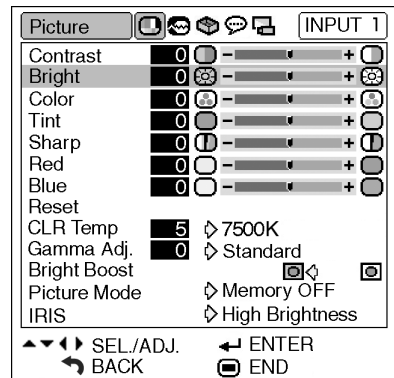 Picture INPUT 1
Contrast 0 - +
Bright 0 - +
Color 0 - +
Tint 0 - +
Sharp 0 - +
Red 0 - +
Blue 0 - +
Reset
CLR Temp 5 7500K
Gamma Adj. 0 Standard
Bright Boost
Picture Mode Memory OFF
IRIS High Brightness
SEL./ADJ. ENTER
BACK END